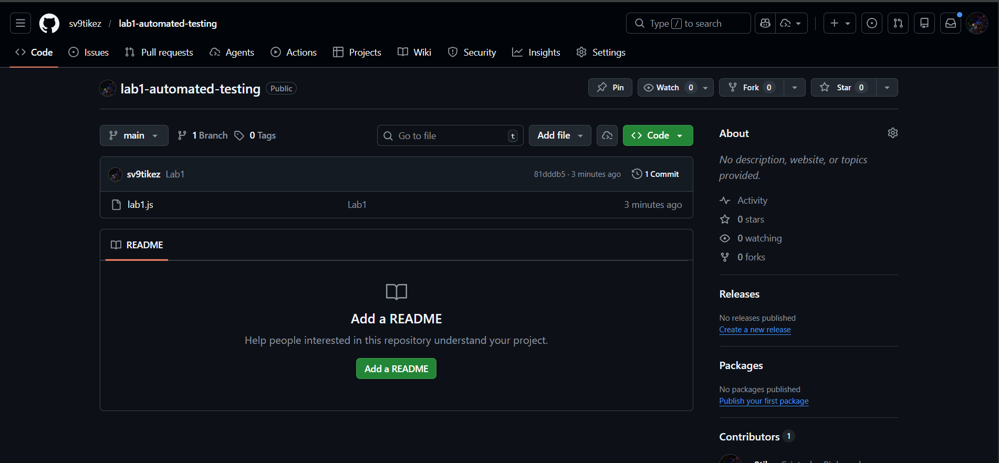 sv9tikez / lab1-automated-testing
Type / to search
Code Issues Pull requests Agents Actions Projects Wiki Security Insights Settings
lab1-automated-testing Public
Pin Watch 0 Fork 0 Star 0
main 1 Branch 0 Tags Go to file t Add file Code
sv9tikez Lab1 81dddb5 · 3 minutes ago 1 Commit
lab1.js Lab1 3 minutes ago
README
Add a README
Help people interested in this repository understand your project.
Add a README
About
No description, website, or topics
provided.
Activity
0 stars
0 watching
0 forks
Releases
No releases published
Create a new release
Packages
No packages published
Publish your first package
Contributors 1